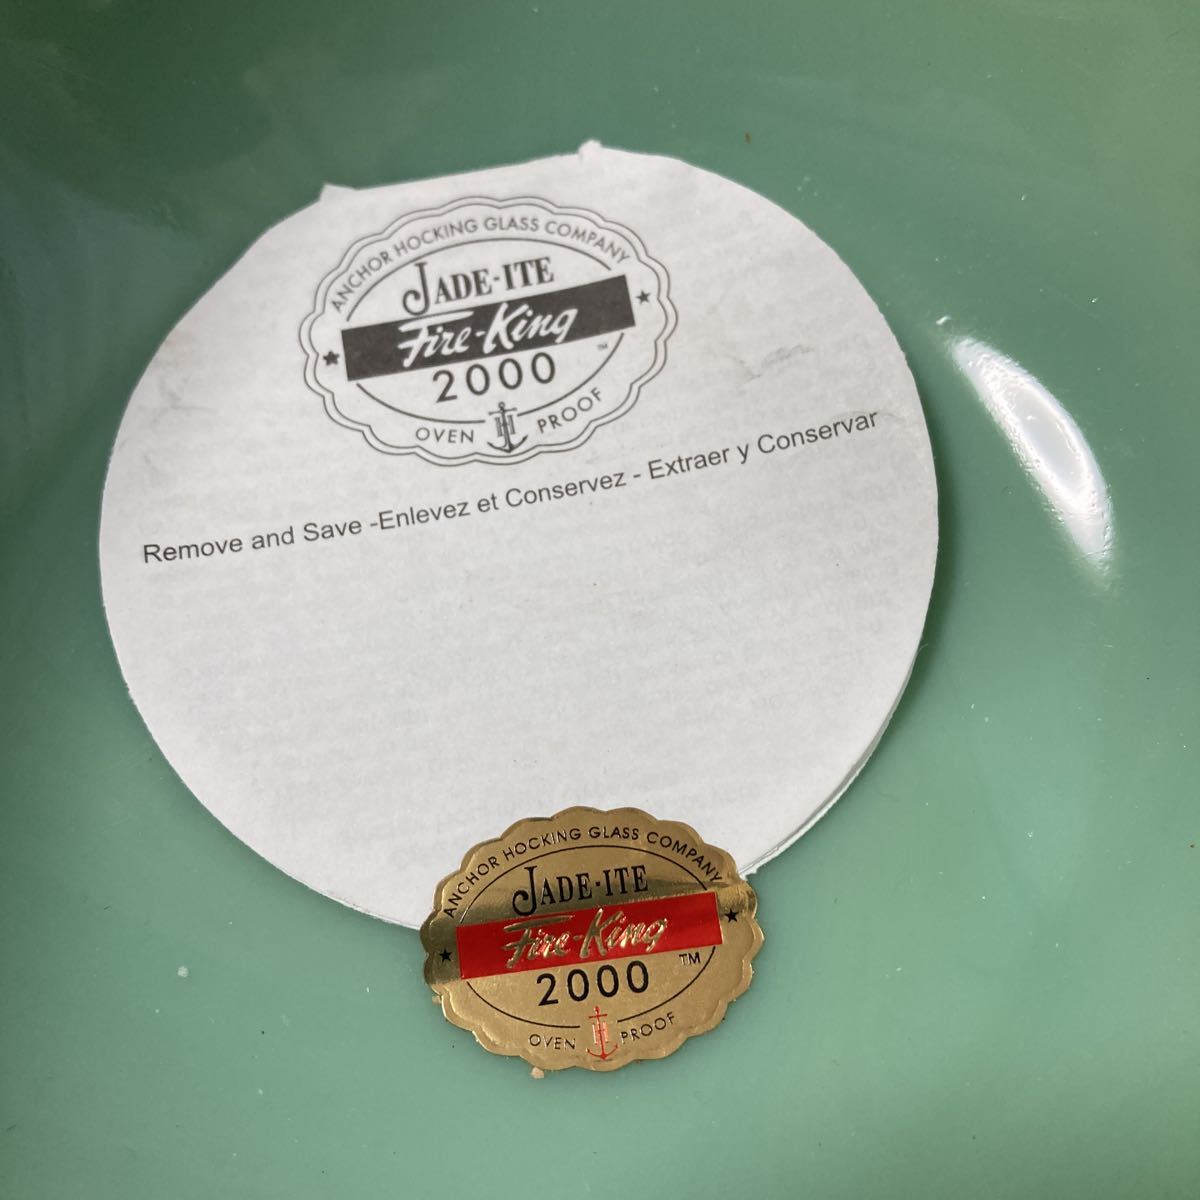 ANCHOR HOCKING GLASS COMPANY
JADE-ITE
Fire-King
2000
TM
OVEN PROOF
Remove and Save -Enlevez et Conservez - Extraer y Conservar
ANCHOR HOCKING GLASS COMPANY
JADE-ITE
Fire-King
2000
TM
OVEN PROOF